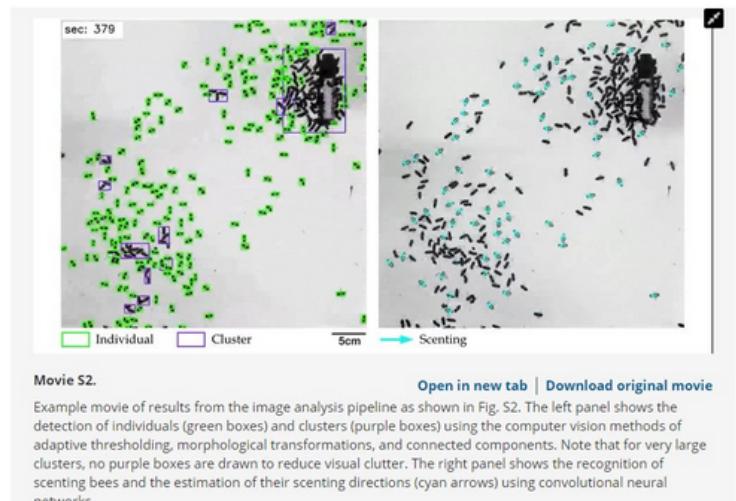 sec: 379
Individual Cluster 5cm Scenting
Movie S2.
Open in new tab | Download original movie
Example movie of results from the image analysis pipeline as shown in Fig. S2. The left panel shows the
detection of individuals (green boxes) and clusters (purple boxes) using the computer vision methods of
adaptive thresholding, morphological transformations, and connected components. Note that for very large
clusters, no purple boxes are drawn to reduce visual clutter. The right panel shows the recognition of
scenting bees and the estimation of their scenting directions (cyan arrows) using convolutional neural
networks